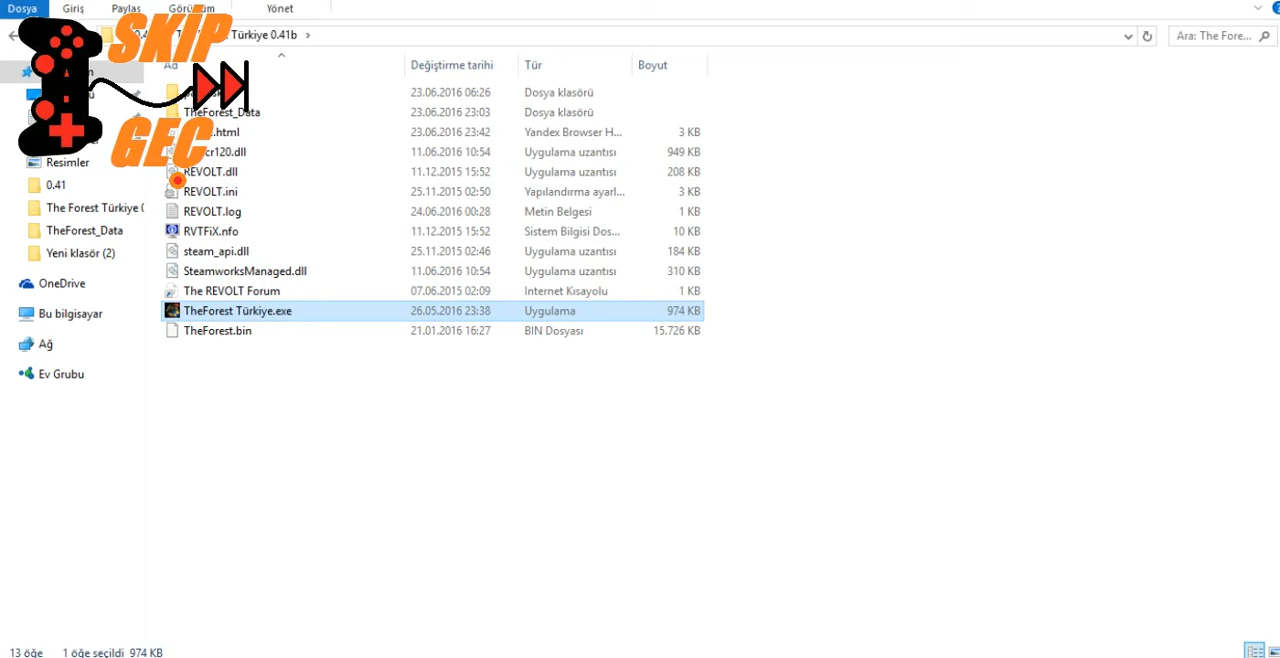 Dosya Giriş Paylaş Görünüm Yönet
SKİP
GEC
Türkiye 0.41b
Ara: The Fore...
Ad Değiştirme tarihi Tür Boyut
23.06.2016 06:26 Dosya klasörü
TheForest_Data 23.06.2016 23:03 Dosya klasörü
.html 23.06.2016 23:42 Yandex Browser H... 3 KB
cr120.dll 11.06.2016 10:54 Uygulama uzantısı 949 KB
REVOLT.dll 11.12.2015 15:52 Uygulama uzantısı 208 KB
REVOLT.ini 25.11.2015 02:50 Yapılandırma ayarl... 3 KB
REVOLT.log 24.06.2016 00:28 Metin Belgesi 1 KB
RVTFiX.nfo 11.12.2015 15:52 Sistem Bilgisi Dos... 10 KB
steam_api.dll 25.11.2015 02:46 Uygulama uzantısı 184 KB
SteamworksManaged.dll 11.06.2016 10:54 Uygulama uzantısı 310 KB
The REVOLT Forum 07.06.2015 02:09 Internet Kısayolu 1 KB
TheForest Türkiye.exe 26.05.2016 23:38 Uygulama 974 KB
TheForest.bin 21.01.2016 16:27 BIN Dosyası 15.726 KB
Resimler
0.41
The Forest Türkiye 0
TheForest_Data
Yeni klasör (2)
OneDrive
Bu bilgisayar
Ağ
Ev Grubu
13 öğe 1 öğe seçildi 974 KB